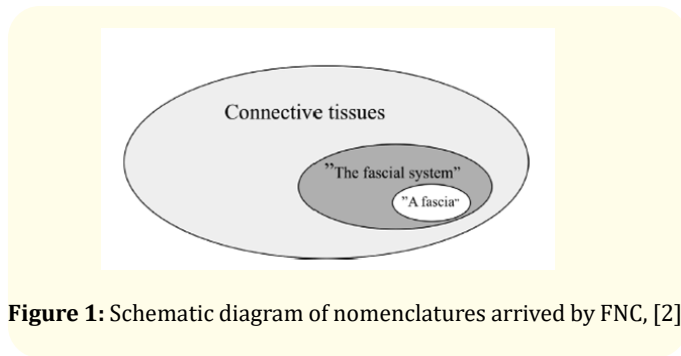 Connective tissues
”The fascial system”
”A fascia”
Figure 1: Schematic diagram of nomenclatures arrived by FNC, [2]